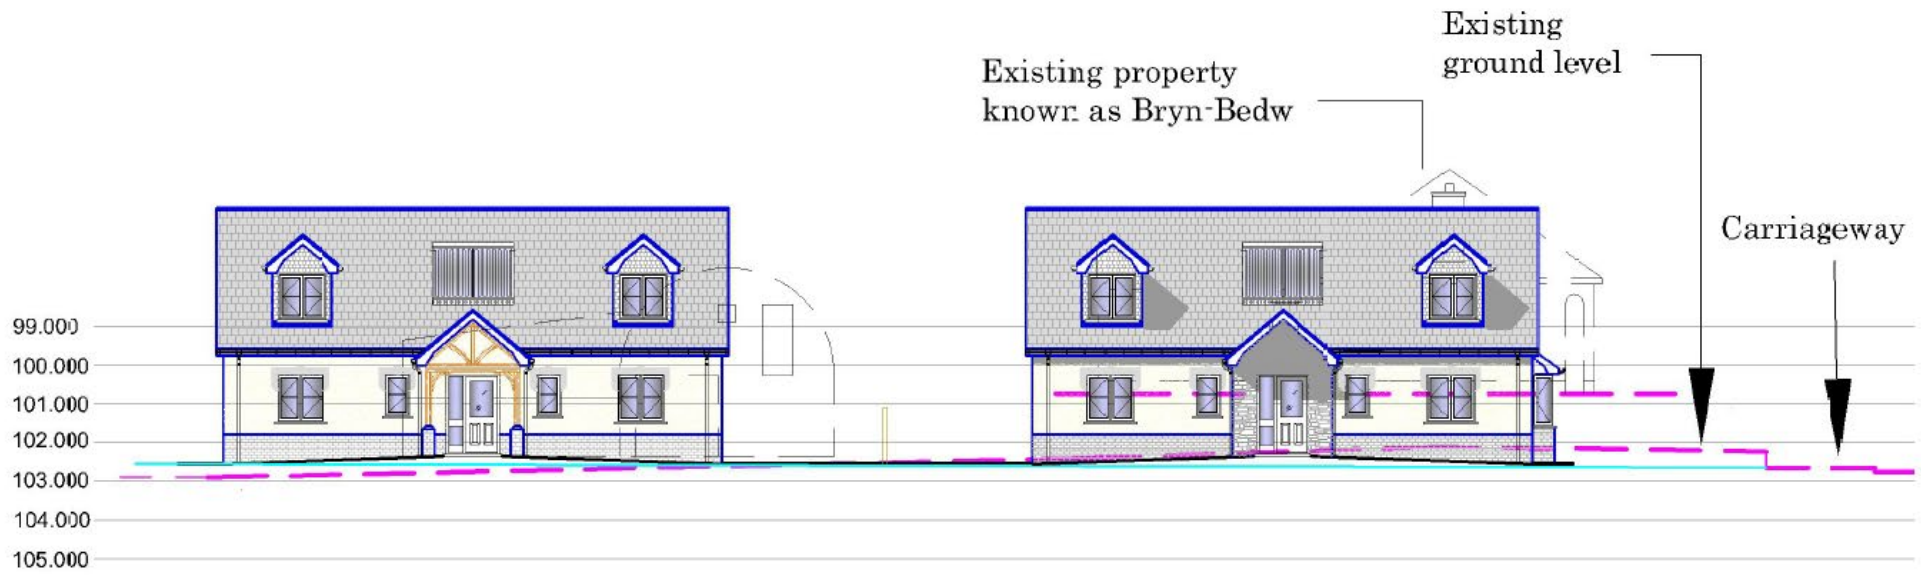 Existing
ground level
Existing property
known as Bryn-Bedw
Carriageway
99.000
100.000
101.000
102.000
103.000
104.000
105.000